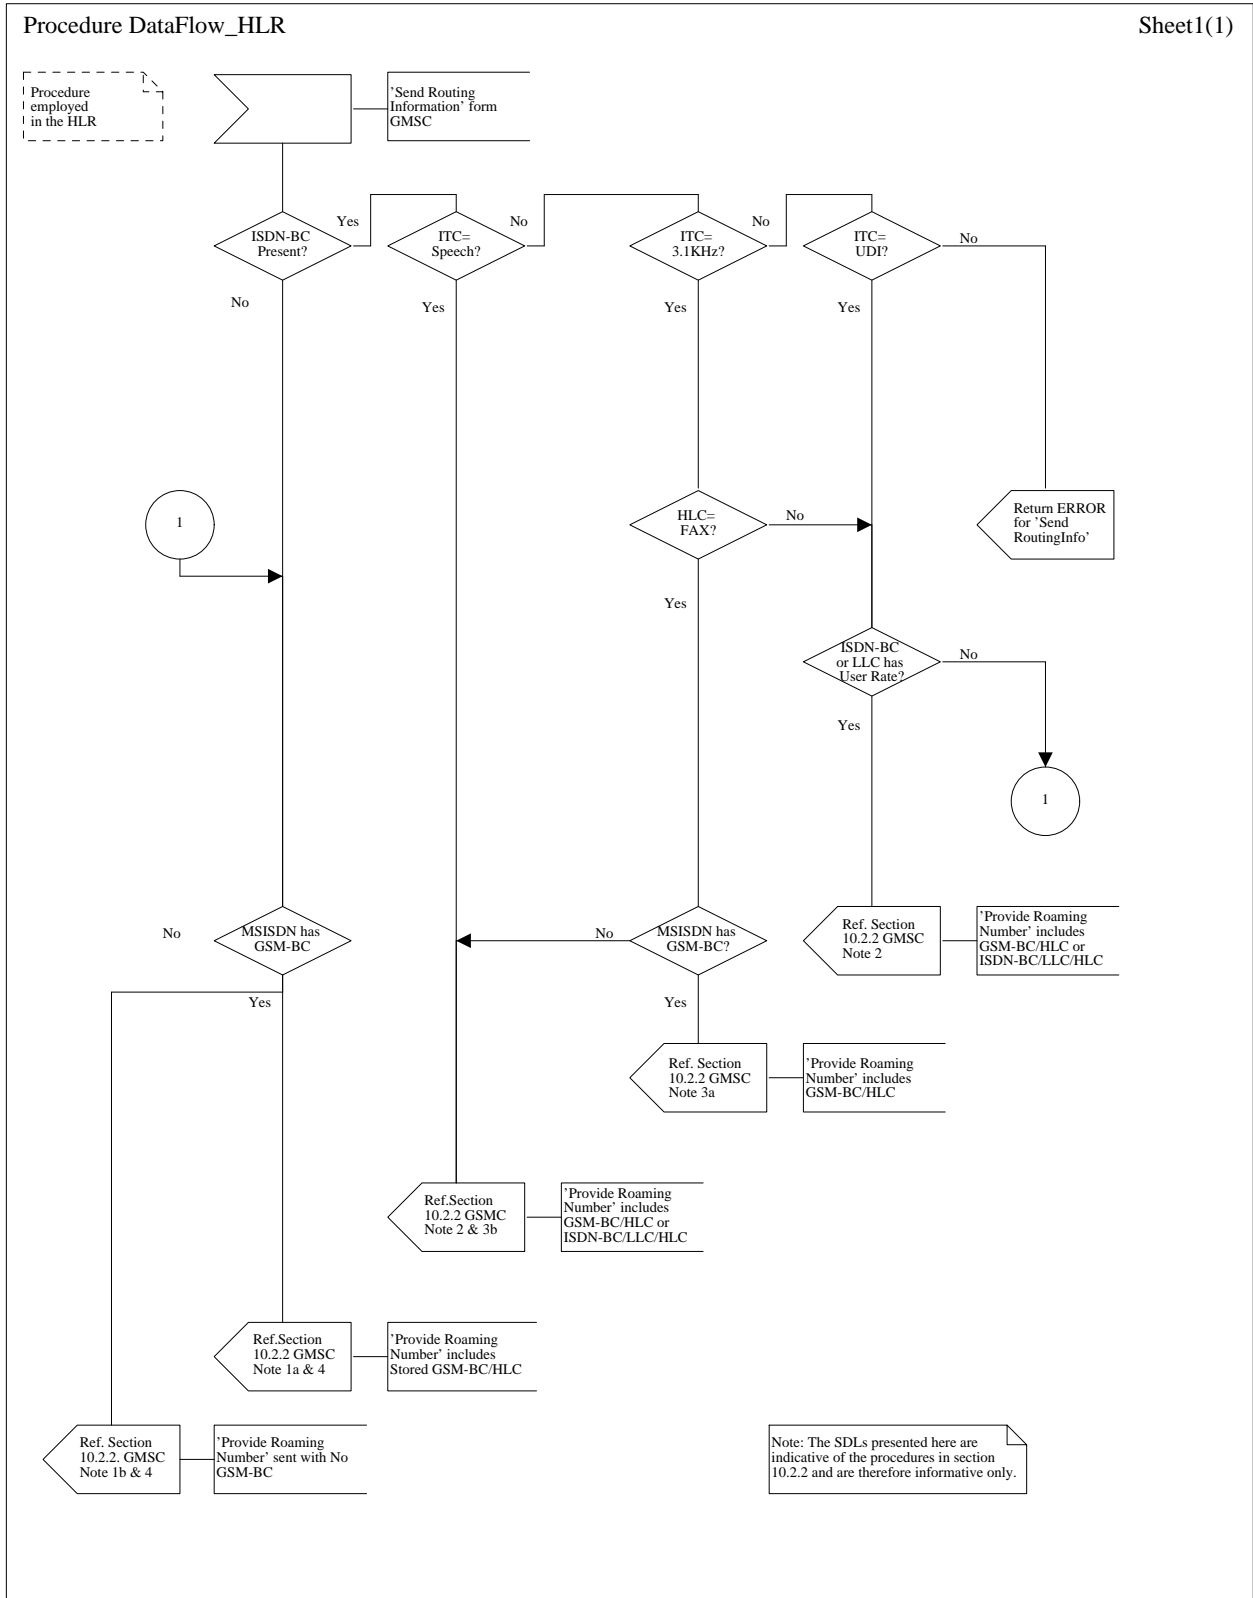 Procedure DataFlow_HLR
Sheet1(1)
Procedure
employed
in the HLR
'Send Routing
Information' form
GMSC
ISDN-BC
Present?
Yes
No
ITC=
Speech?
No
Yes
ITC=
3.1KHz?
No
Yes
ITC=
UDI?
No
Yes
1
HLC=
FAX?
No
Yes
Return ERROR
for 'Send
RoutingInfo'
ISDN-BC
or LLC has
User Rate?
No
Yes
1
No
MSISDN has
GSM-BC
Yes
No
MSISDN has
GSM-BC?
Yes
Ref. Section
10.2.2 GMSC
Note 2
'Provide Roaming
Number' includes
GSM-BC/HLC or
ISDN-BC/LLC/HLC
Ref. Section
10.2.2 GMSC
Note 3a
'Provide Roaming
Number' includes
GSM-BC/HLC
Ref.Section
10.2.2 GSMC
Note 2 & 3b
'Provide Roaming
Number' includes
GSM-BC/HLC or
ISDN-BC/LLC/HLC
Ref.Section
10.2.2 GMSC
Note 1a & 4
'Provide Roaming
Number' includes
Stored GSM-BC/HLC
Ref. Section
10.2.2. GMSC
Note 1b & 4
'Provide Roaming
Number' sent with No
GSM-BC
Note: The SDLs presented here are
indicative of the procedures in section
10.2.2 and are therefore informative only.